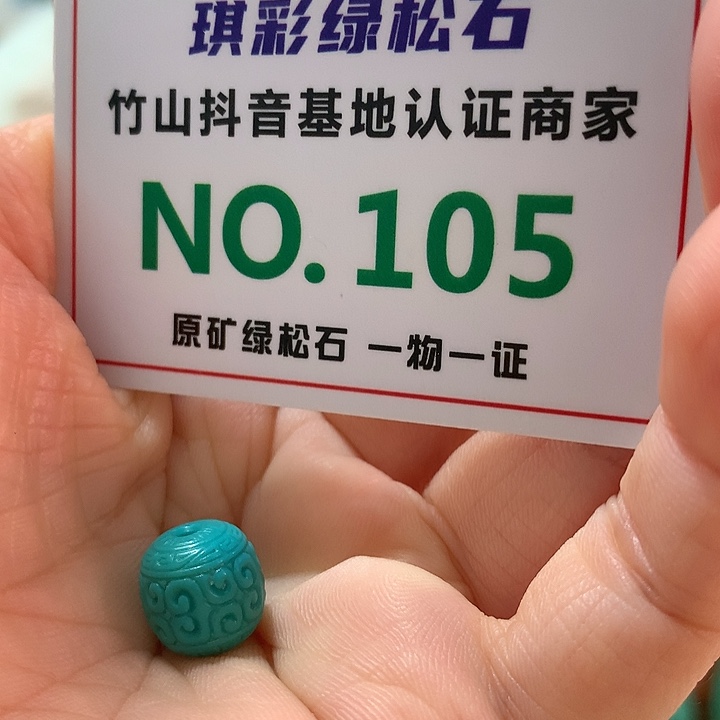 琪彩绿松石
竹山抖音基地认证商家
NO.105
原矿绿松石 一物一证